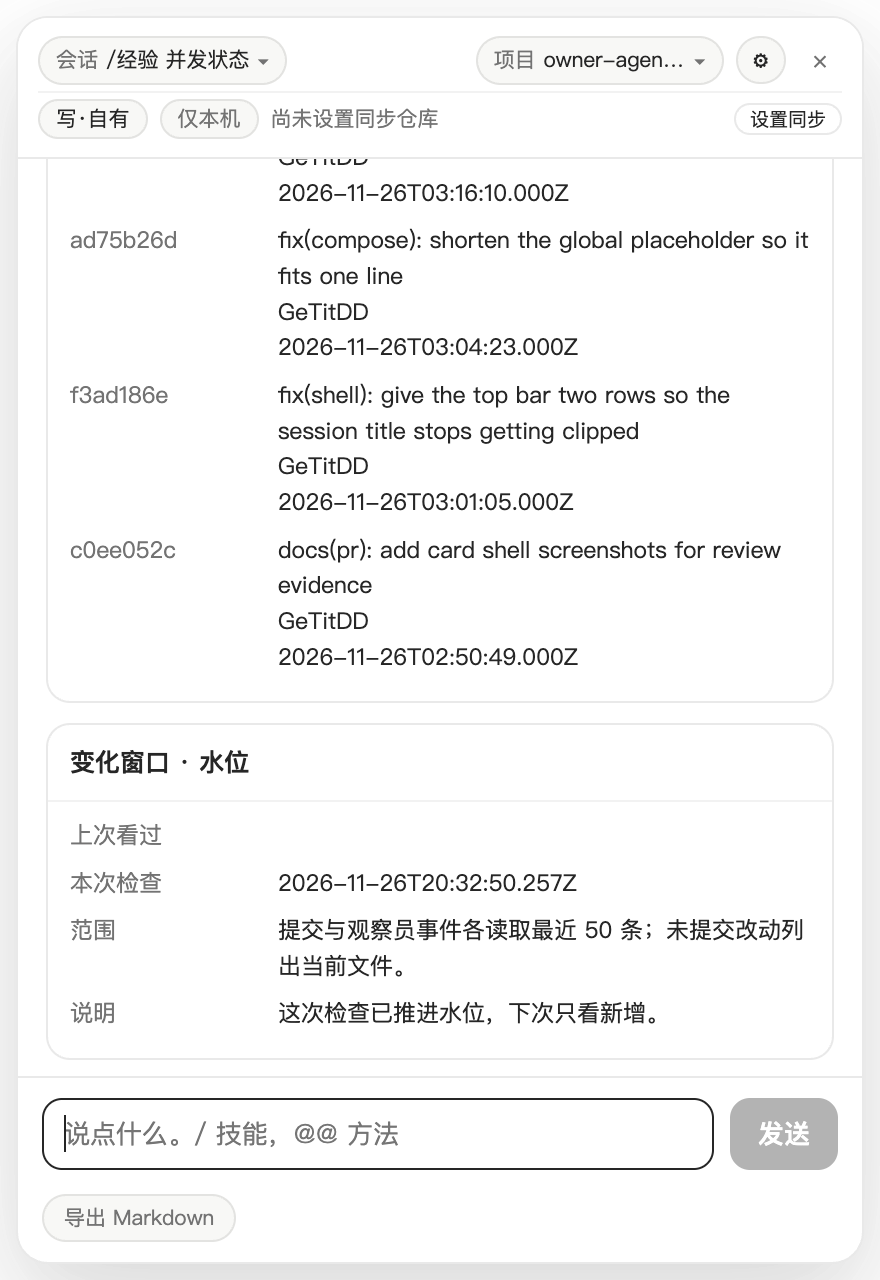 会话 /经验 并发状态
项目 owner-agen...
写·自有
仅本机
尚未设置同步仓库
设置同步
GeTitDD
2026-11-26T03:16:10.000Z
ad75b26d
fix(compose): shorten the global placeholder so it
fits one line
GeTitDD
2026-11-26T03:04:23.000Z
f3ad186e
fix(shell): give the top bar two rows so the
session title stops getting clipped
GeTitDD
2026-11-26T03:01:05.000Z
c0ee052c
docs(pr): add card shell screenshots for review
evidence
GeTitDD
2026-11-26T02:50:49.000Z
变化窗口 · 水位
上次看过
本次检查
2026-11-26T20:32:50.257Z
范围
提交与观察员事件各读取最近 50 条；未提交改动列
出当前文件。
说明
这次检查已推进水位，下次只看新增。
说点什么。/ 技能，@@ 方法
发送
导出 Markdown